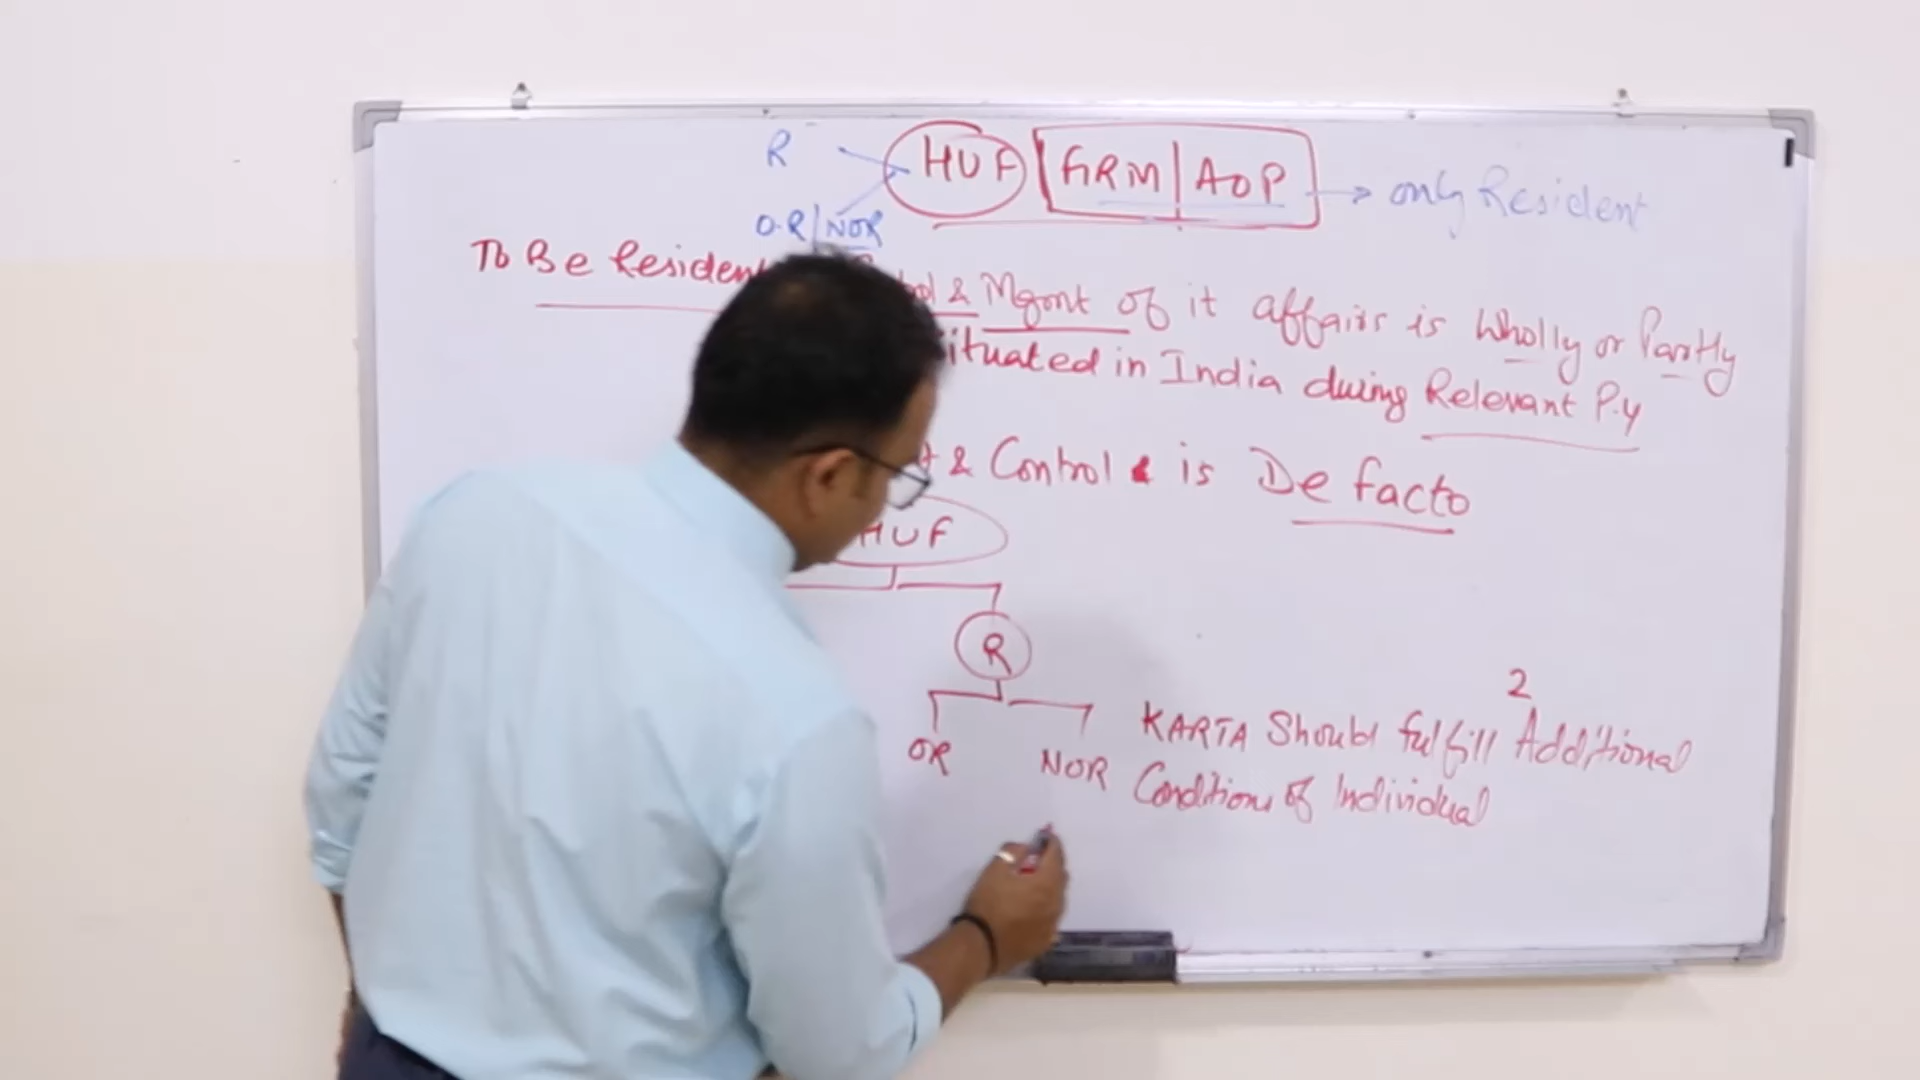 R HUF FIRM AOP → only Resident
O.R/NOR
To Be Resident & Mgmt of it affairs is Wholly or Partly
situated in India during Relevant P.y
& Control is De facto
HUF
R
2
OR NOR KARTA Should fulfill Additional
Conditions of Individual